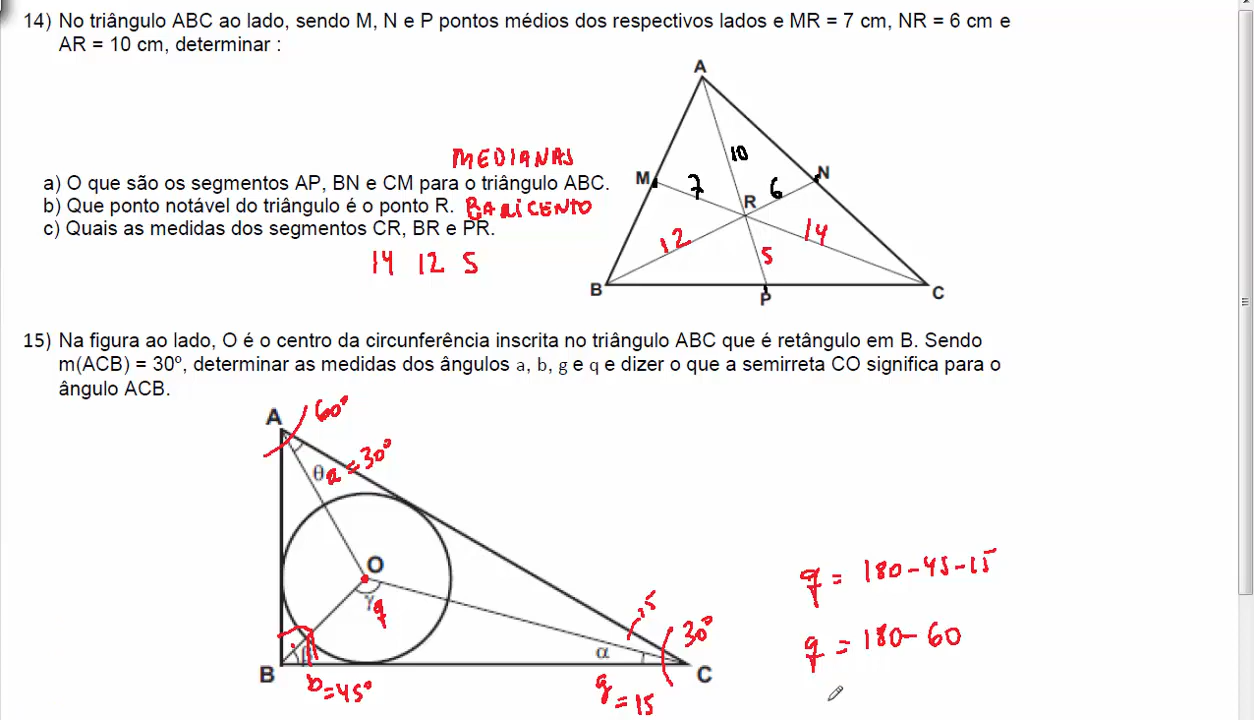 14) No triângulo ABC ao lado, sendo M, N e P pontos médios dos respectivos lados e MR = 7 cm, NR = 6 cm e
AR = 10 cm, determinar :
A
10
MEDIANAS
a) O que são os segmentos AP, BN e CM para o triângulo ABC.
M
7
6
N
b) Que ponto notável do triângulo é o ponto R. BARICENTO
R
c) Quais as medidas dos segmentos CR, BR e PR.
12
5
14
14 12 5
B
P
C
15) Na figura ao lado, O é o centro da circunferência inscrita no triângulo ABC que é retângulo em B. Sendo
m(ACB) = 30º, determinar as medidas dos ângulos a, b, g e q e dizer o que a semirreta CO significa para o
ângulo ACB.
A
60°
θ a = 30°
O
γ q
q = 180-45-15
15
30°
q = 180-60
α
B
b=45°
C
g = 15